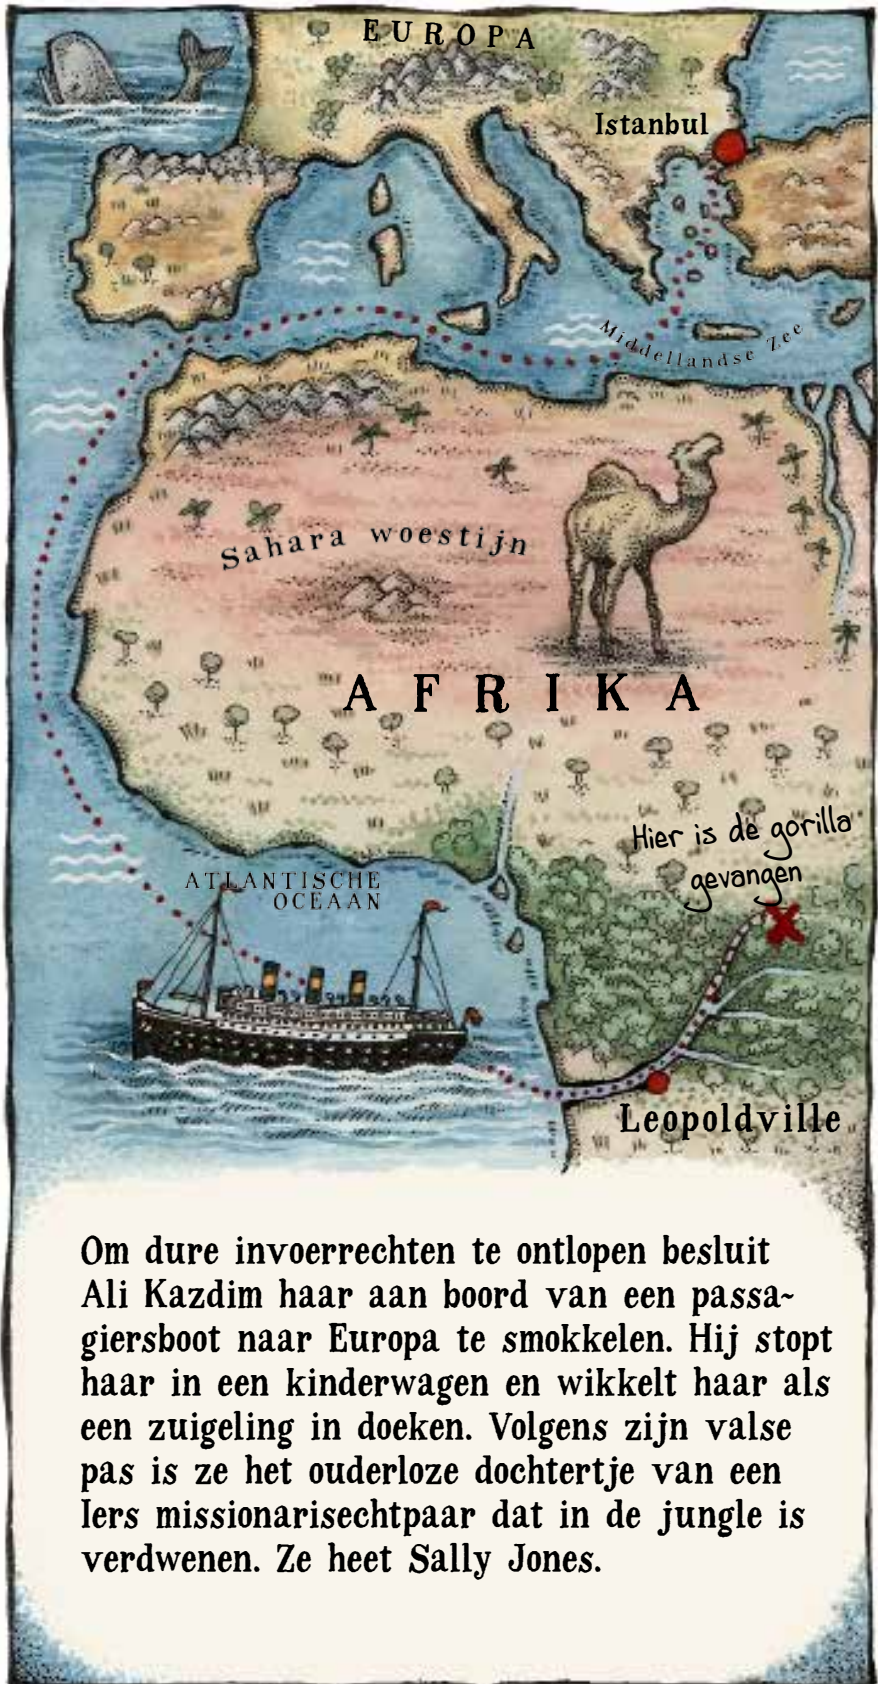 EUROPA
Istanbul
Middellandse Zee
Sahara woestijn
AFRIKA
Hier is de gorilla
gevangen
ATLANTISCHE
OCEAAN
Leopoldville
Om dure invoerrechten te ontlopen besluit
Ali Kazdim haar aan boord van een passa~
giersboot naar Europa te smokkelen. Hij stopt
haar in een kinderwagen en wikkelt haar als
een zuigeling in doeken. Volgens zijn valse
pas is ze het ouderloze dochtertje van een
Iers missionarisechtpaar dat in de jungle is
verdwenen. Ze heet Sally Jones.